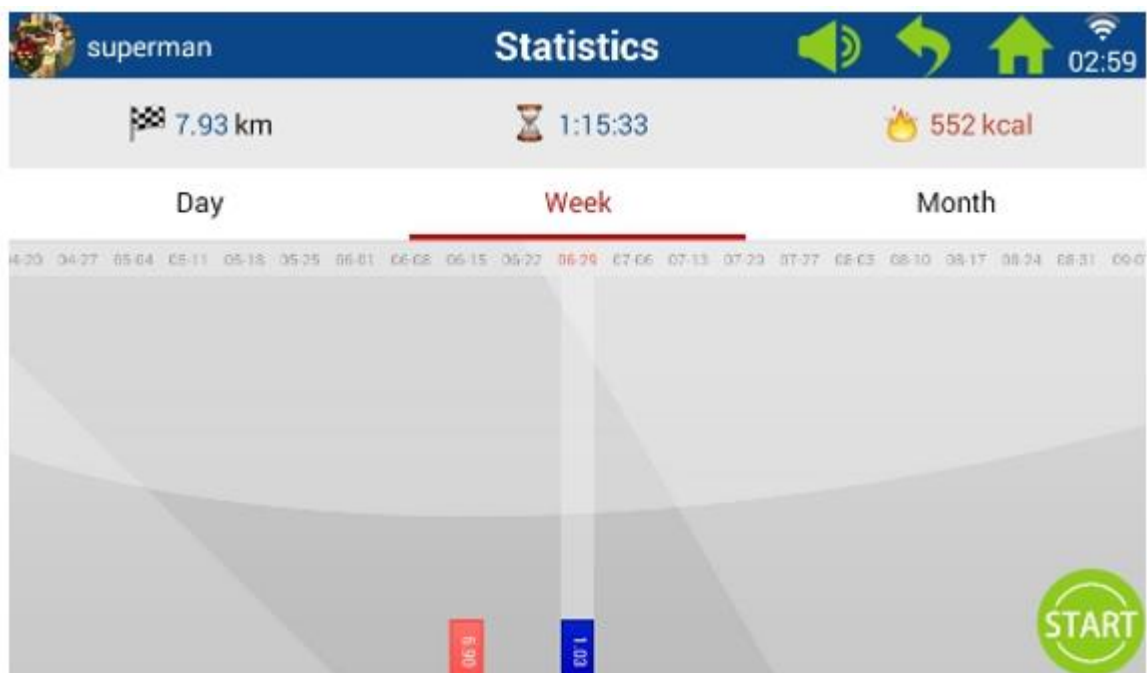 superman Statistics 02:59
7.93 km 1:15:33 552 kcal
Day Week Month
04-27 05-04 05-11 05-18 05-25 06-01 06-08 06-15 06-22 06-29 07-06 07-13 07-20 07-27 08-03 08-10 08-17 08-24 08-31
START
6.90 1.03